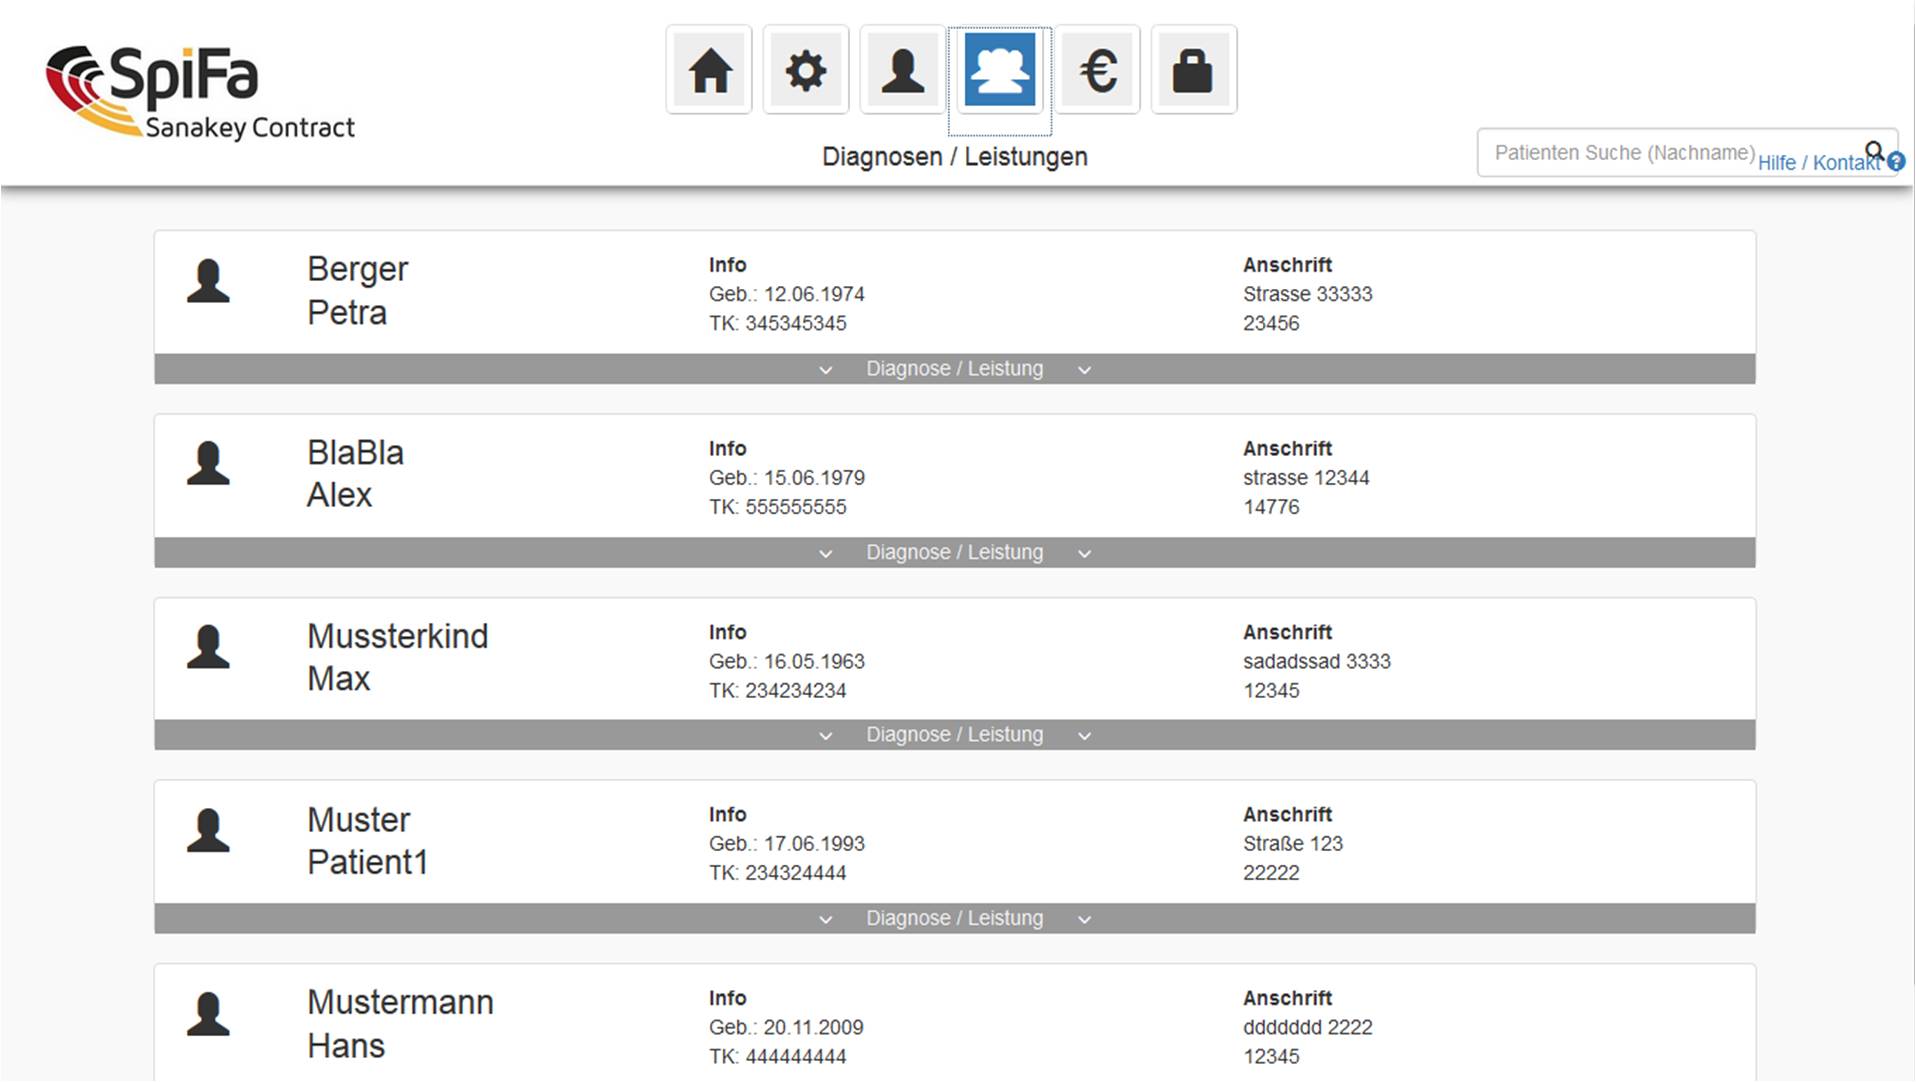 SpiFa
Sanakey Contract
€
Diagnosen / Leistungen
Patienten Suche (Nachname)
Hilfe / Kontakt ?
Berger
Petra
Info
Geb.: 12.06.1974
TK: 345345345
Anschrift
Strasse 33333
23456
Diagnose / Leistung
BlaBla
Alex
Info
Geb.: 15.06.1979
TK: 555555555
Anschrift
strasse 12344
14776
Diagnose / Leistung
Mussterkind
Max
Info
Geb.: 16.05.1963
TK: 234234234
Anschrift
sadadssad 3333
12345
Diagnose / Leistung
Muster
Patient1
Info
Geb.: 17.06.1993
TK: 234324444
Anschrift
Straße 123
22222
Diagnose / Leistung
Mustermann
Hans
Info
Geb.: 20.11.2009
TK: 444444444
Anschrift
ddddddd 2222
12345